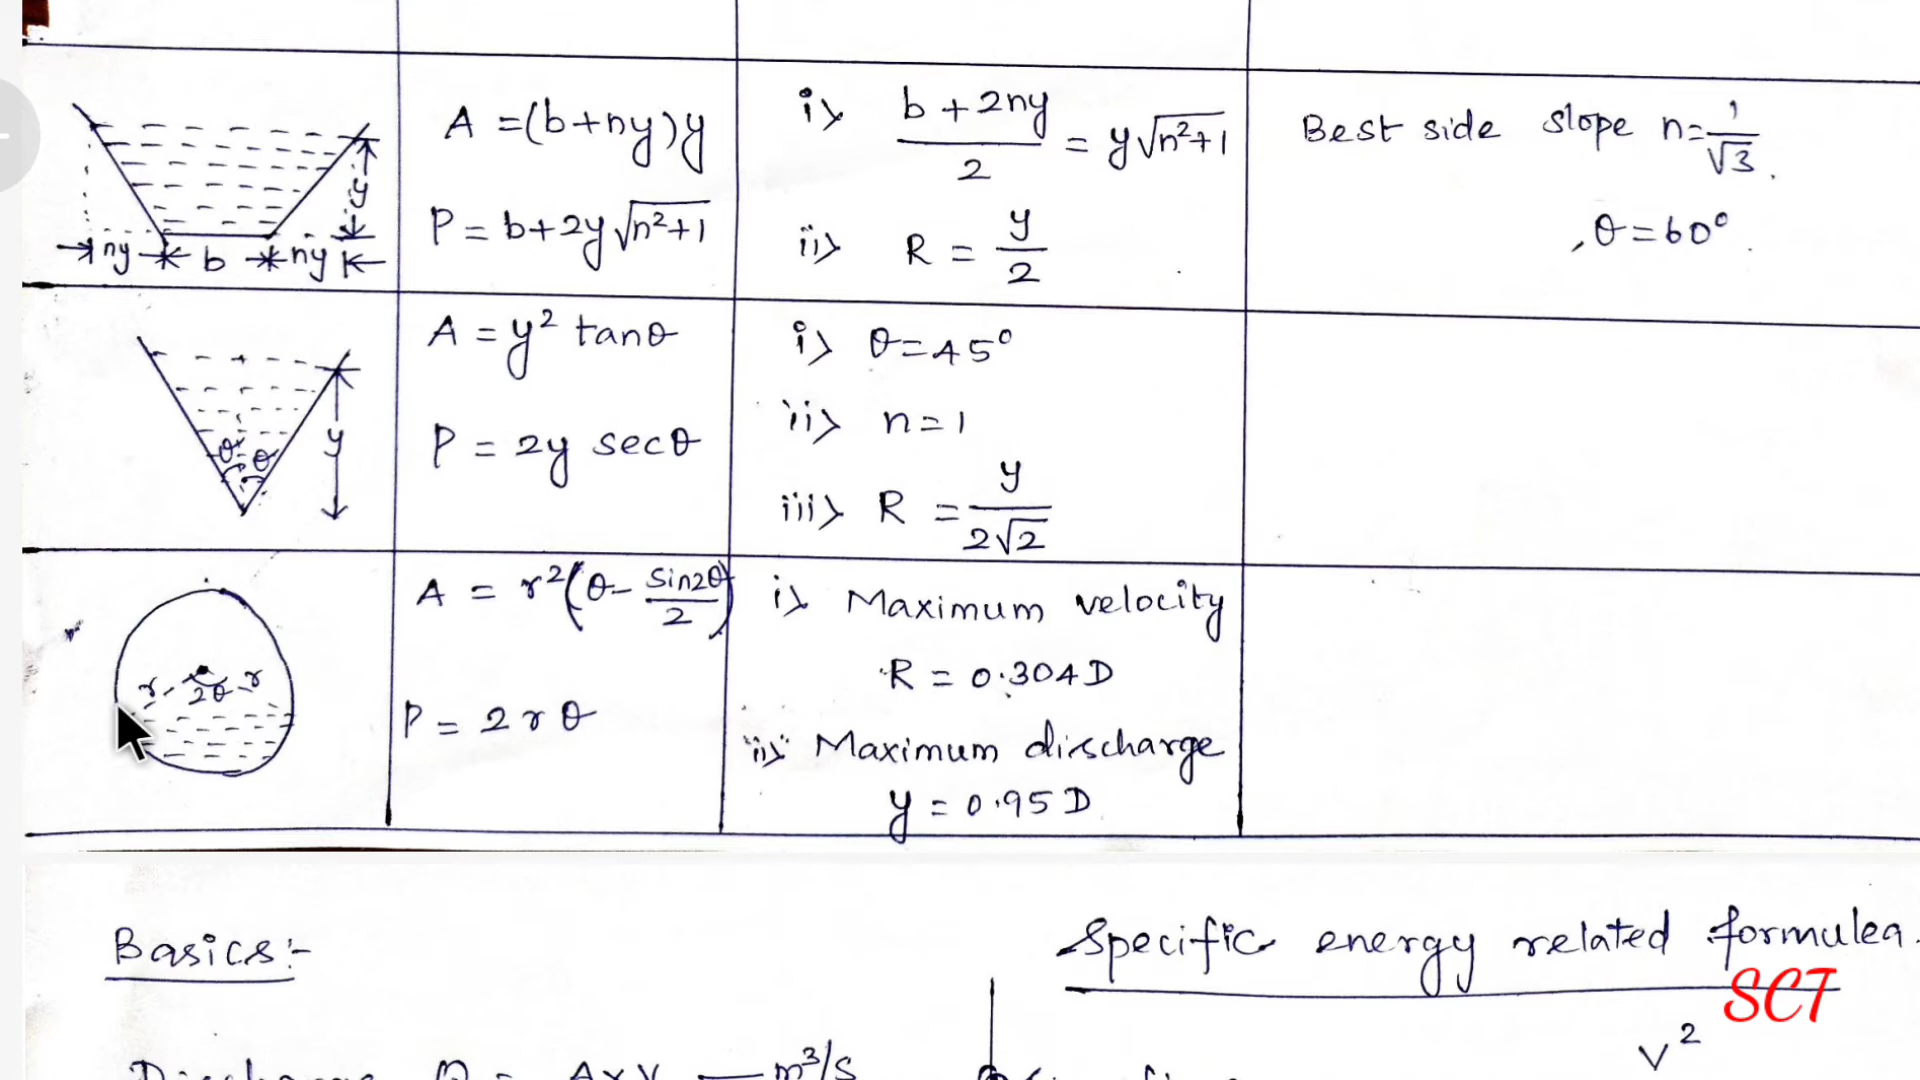 A = (b+ny)y
P = b+2y√n²+1
i> b+2ny/2 = y√n²+1
ii> R = y/2
Best side slope n = 1/√3.
, θ = 60°.
y
ny b ny
A = y² tanθ
P = 2y secθ
i> θ = 45°
ii> n = 1
iii> R = y/2√2
θ θ
y
A = r²(θ - sin2θ/2)
P = 2rθ
i> Maximum velocity
R = 0.304D
ii> Maximum discharge
y = 0.95D
r 2θ r
Basics:-
Specific energy related formulea.
SCT
Q = A×V — m³/s
v²